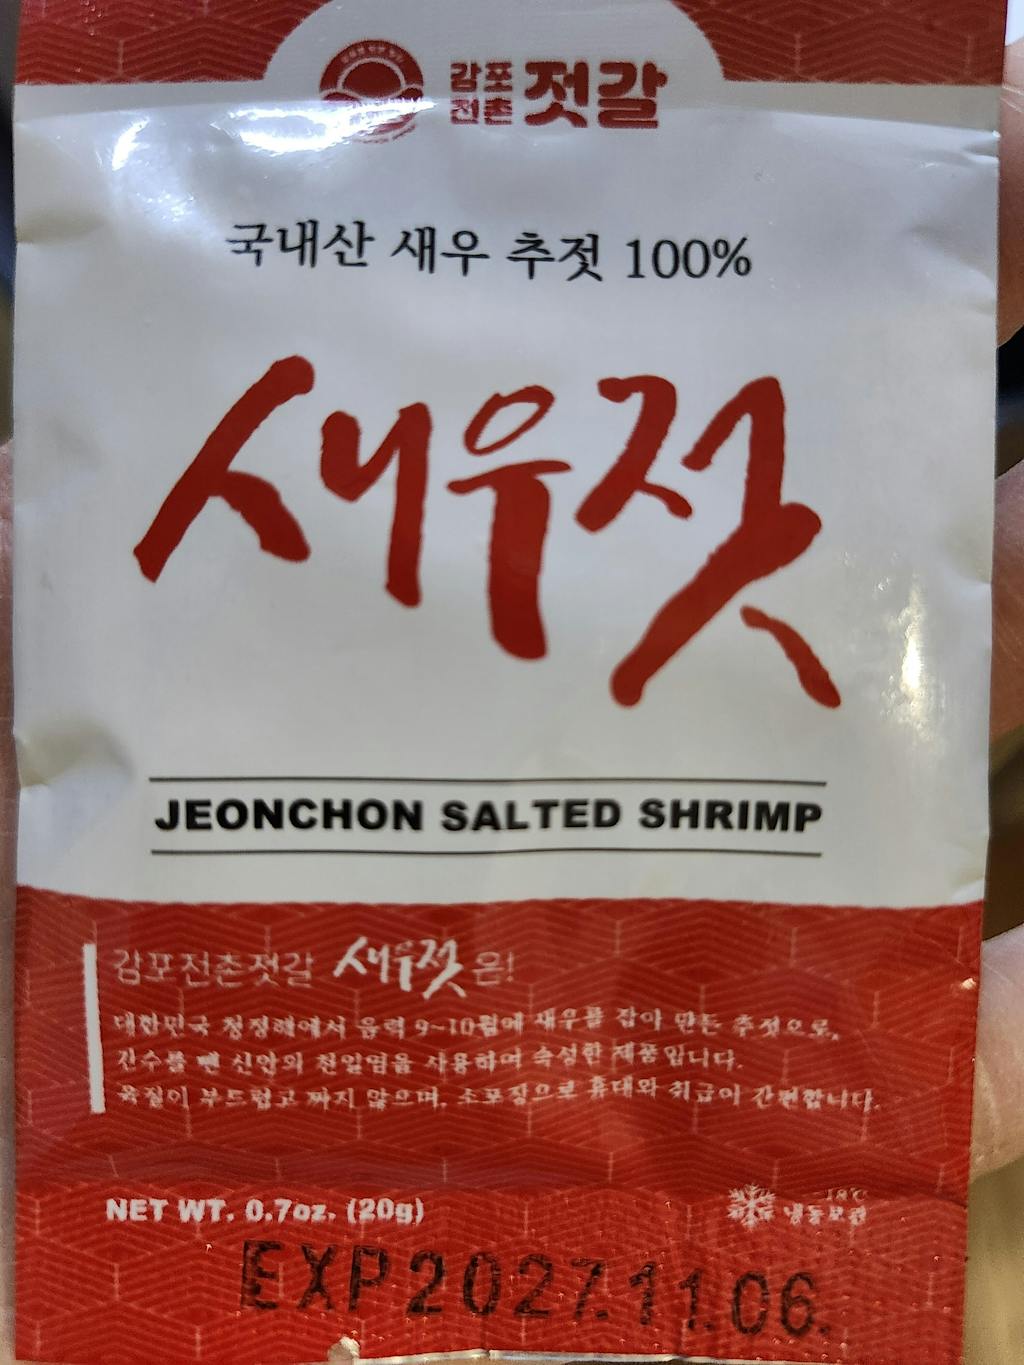 감포
전촌 젓갈
국내산 새우 추젓 100%
새우젓
JEONCHON SALTED SHRIMP
감포전촌젓갈 새우젓은!
대한민국 청정해에서 음력 9~10월에 새우를 잡아 만든 추젓으로,
간수를 뺀 신안의 천일염을 사용하여 숙성한 제품입니다.
육질이 부드럽고 짜지 않으며, 소포장으로 휴대와 취급이 간편합니다.
NET WT. 0.7oz. (20g)
-18℃
냉동보관
EXP2027.11.06.